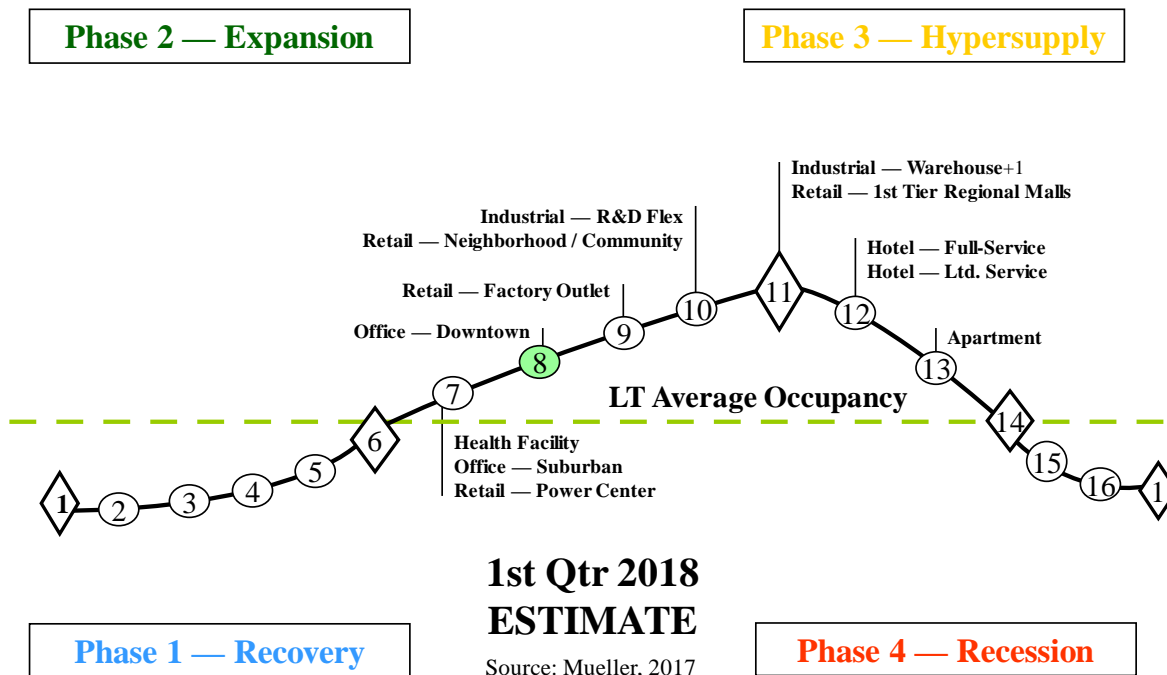 Phase 2 — Expansion
Phase 3 — Hypersupply
Industrial — Warehouse+1
Retail — 1st Tier Regional Malls
Industrial — R&D Flex
Retail — Neighborhood / Community
Hotel — Full-Service
Hotel — Ltd. Service
Retail — Factory Outlet
Office — Downtown
Apartment
11
10
12
9
8
13
7
LT Average Occupancy
6
14
Health Facility
Office — Suburban
Retail — Power Center
5
15
4
16
3
2
1
1
1st Qtr 2018
ESTIMATE
Source: Mueller, 2017
Phase 1 — Recovery
Phase 4 — Recession